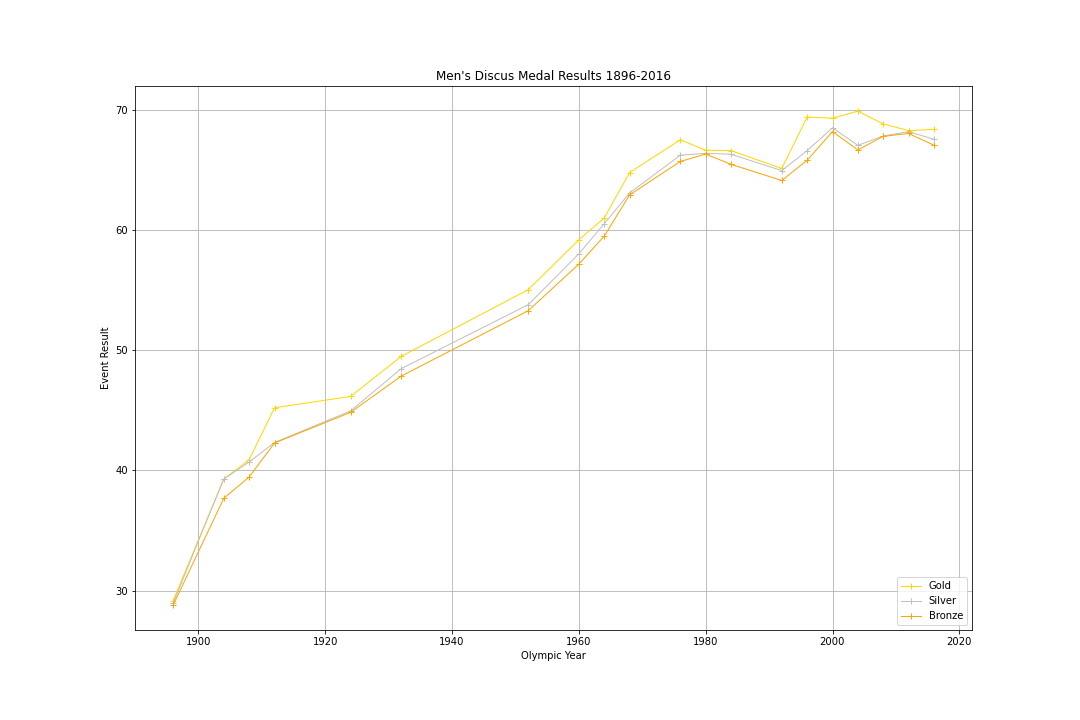 Men's Discus Medal Results 1896-2016
70
60
50
40
30
Event Result
1900 1920 1940 1960 1980 2000 2020
Olympic Year
Gold
Silver
Bronze